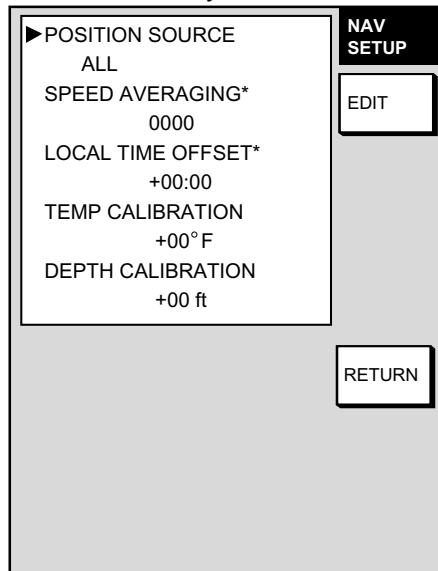 ▶POSITION SOURCE
ALL
SPEED AVERAGING*
0000
LOCAL TIME OFFSET*
+00:00
TEMP CALIBRATION
+00°F
DEPTH CALIBRATION
+00 ft
NAV
SETUP
EDIT
RETURN